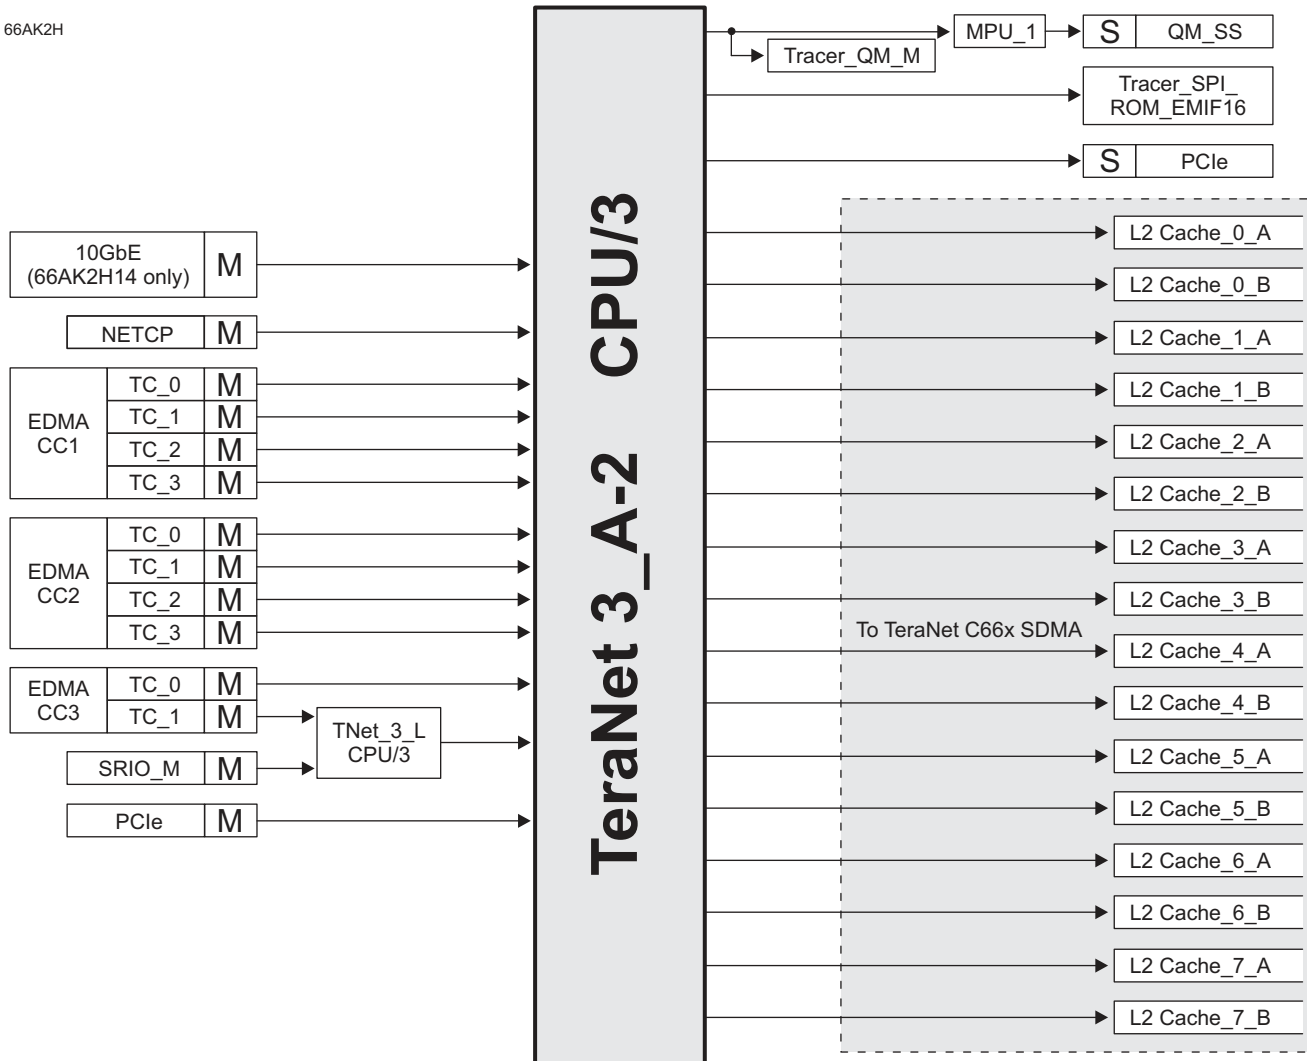 66AK2H
10GbE
(66AK2H14 only)
M
NETCP
M
EDMA
CC1
TC_0
M
TC_1
M
TC_2
M
TC_3
M
EDMA
CC2
TC_0
M
TC_1
M
TC_2
M
TC_3
M
EDMA
CC3
TC_0
M
TC_1
M
TNet_3_L
CPU/3
SRIO_M
M
PCIe
M
TeraNet 3_A-2 CPU/3
Tracer_QM_M
MPU_1
S
QM_SS
Tracer_SPI_
ROM_EMIF16
S
PCIe
To TeraNet C66x SDMA
L2 Cache_0_A
L2 Cache_0_B
L2 Cache_1_A
L2 Cache_1_B
L2 Cache_2_A
L2 Cache_2_B
L2 Cache_3_A
L2 Cache_3_B
L2 Cache_4_A
L2 Cache_4_B
L2 Cache_5_A
L2 Cache_5_B
L2 Cache_6_A
L2 Cache_6_B
L2 Cache_7_A
L2 Cache_7_B